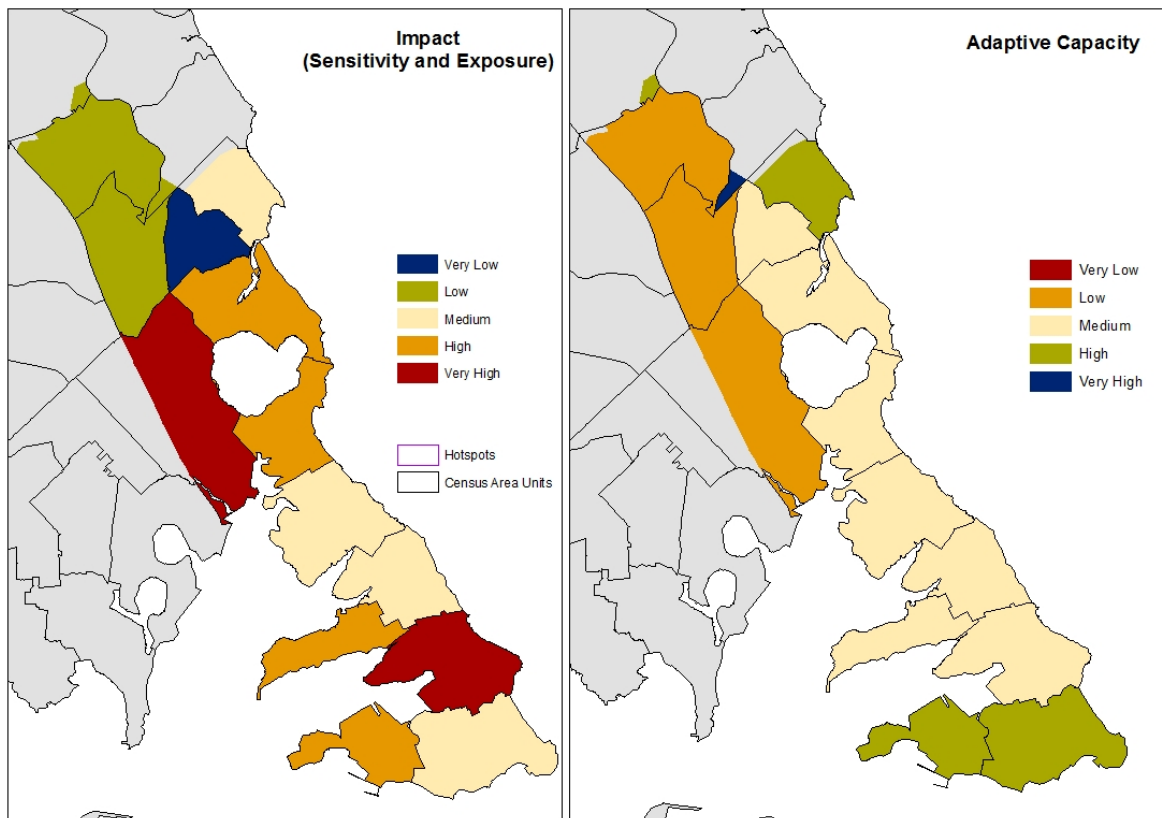 Impact
(Sensitivity and Exposure)
Very Low
Low
Medium
High
Very High
Hotspots
Census Area Units
Adaptive Capacity
Very Low
Low
Medium
High
Very High